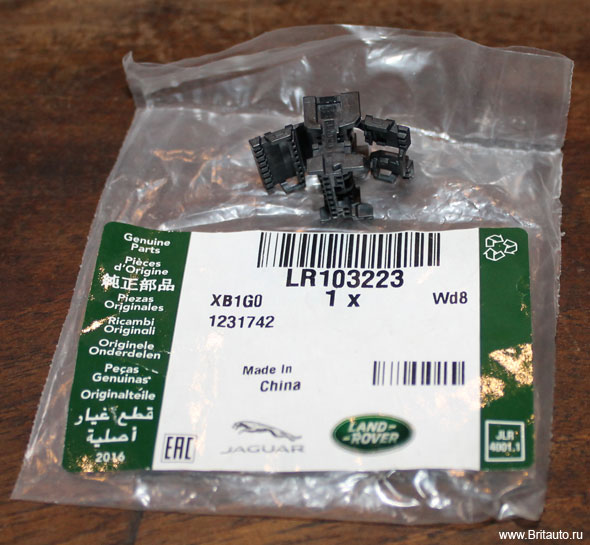 Genuine
Parts
Pièces
d'Origine
純正部品
Piezas
Originales
Ricambi
Originali
Originele
Onderdelen
Peças
Genuinas
Originalteile
قطع غيار
أصلية
2016
LR103223
XB1G0
1 x
Wd8
1231742
Made In
China
EAC
JAGUAR
LAND-
ROVER
JLR
4001.1
www.Britauto.ru